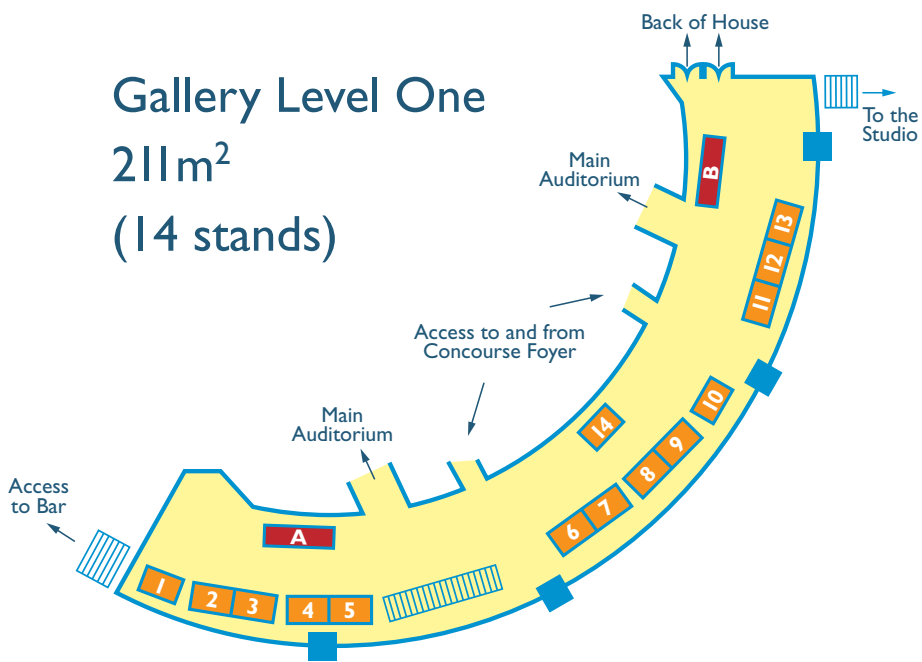 Back of House
Gallery Level One
211m²
(14 stands)
To the
Studio
Main
Auditorium
B
13
12
11
Access to and from
Concourse Foyer
10
14
9
8
7
6
Main
Auditorium
Access
to Bar
A
1
2
3
4
5